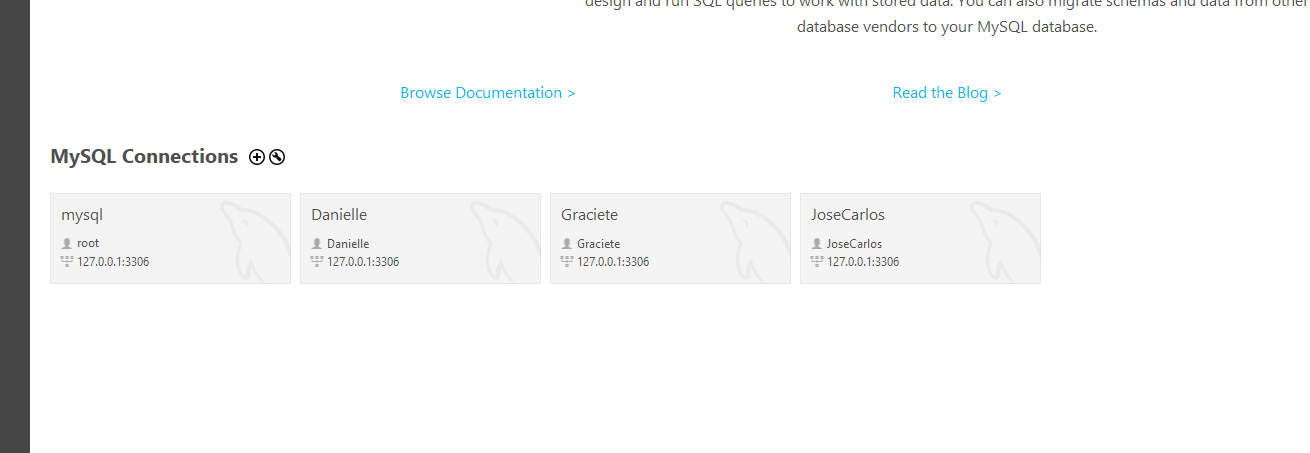 design and run SQL queries to work with stored data. You can also migrate schemas and data from other
database vendors to your MySQL database.
Browse Documentation >
Read the Blog >
MySQL Connections
mysql
root
127.0.0.1:3306
Danielle
Danielle
127.0.0.1:3306
Graciete
Graciete
127.0.0.1:3306
JoseCarlos
JoseCarlos
127.0.0.1:3306